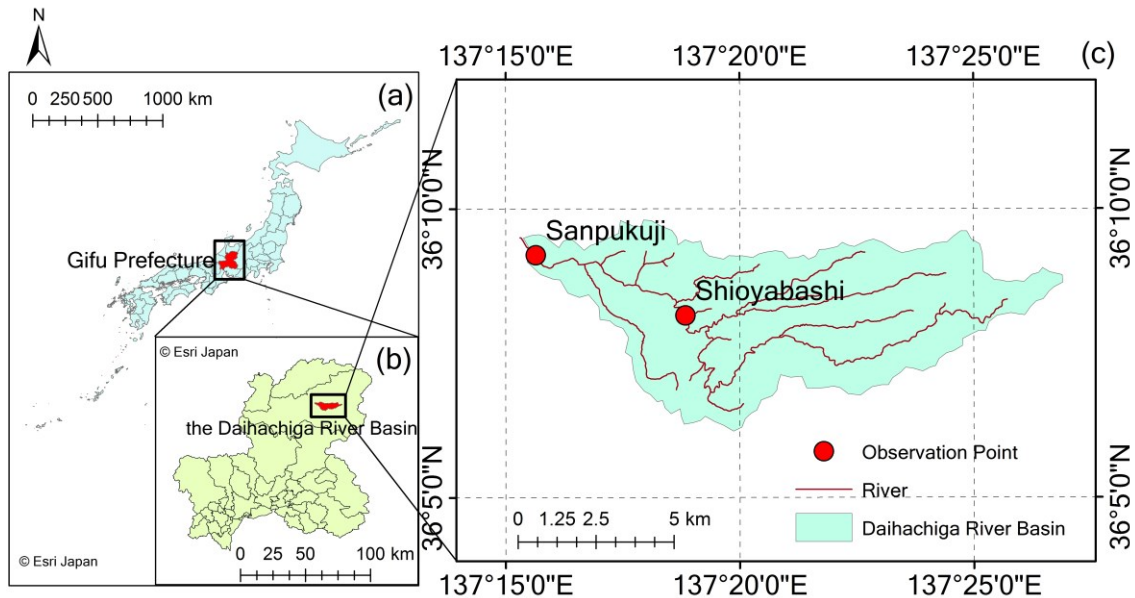 N
(a)
0 250 500 1000 km
Gifu Prefecture
© Esri Japan
© Esri Japan
(b)
the Daihachiga River Basin
0 25 50 100 km
137°15'0"E 137°20'0"E 137°25'0"E
(c)
36°10'0"N
36°10'0"N
Sanpukuji
Shioyabashi
Observation Point
River
Daihachiga River Basin
0 1.25 2.5 5 km
36°5'0"N
36°5'0"N
137°15'0"E 137°20'0"E 137°25'0"E